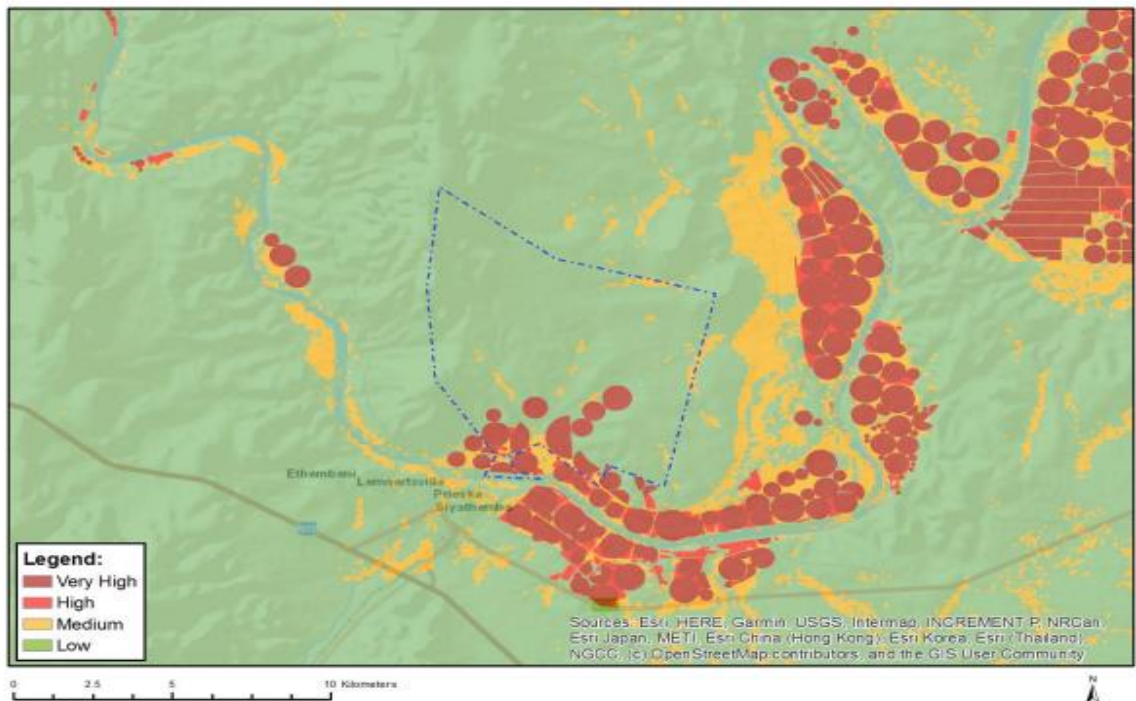 Ethembeni
Lemoertsville
Prieska
Siyathemba
Legend:
Very High
High
Medium
Low
Sources: Esri, HERE, Garmin, USGS, Intermap, INCREMENT P, NRCan,
Esri Japan, METI, Esri China (Hong Kong), Esri Korea, Esri (Thailand),
NGCC, (c) OpenStreetMap contributors, and the GIS User Community
0 2.5 5 10 Kilometers
N